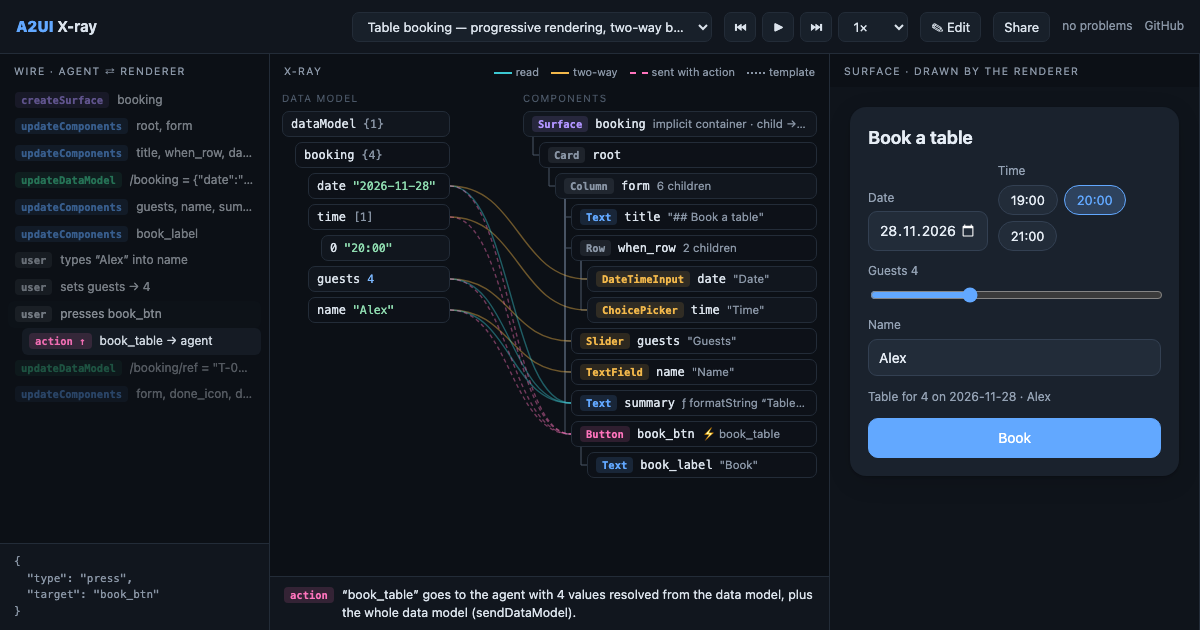 A2UI X-ray
Table booking — progressive rendering, two-way b...
1×
✎ Edit
Share
no problems
GitHub
WIRE · AGENT ⇄ RENDERER
createSurface booking
updateComponents root, form
updateComponents title, when_row, da...
updateDataModel /booking = {"date":"...
updateComponents guests, name, sum...
updateComponents book_label
user types “Alex” into name
user sets guests → 4
user presses book_btn
action ↑ book_table → agent
updateDataModel /booking/ref = "T-0...
updateComponents form, done_icon, d...
{
"type": "press",
"target": "book_btn"
}
X-RAY
read
two-way
sent with action
template
DATA MODEL
dataModel {1}
booking {4}
date "2026-11-28"
time [1]
0 "20:00"
guests 4
name "Alex"
COMPONENTS
Surface booking implicit container · child →...
Card root
Column form 6 children
Text title "## Book a table"
Row when_row 2 children
DateTimeInput date "Date"
ChoicePicker time "Time"
Slider guests "Guests"
TextField name "Name"
Text summary ƒ formatString “Table...
Button book_btn ⚡ book_table
Text book_label "Book"
action “book_table” goes to the agent with 4 values resolved from the data model, plus
the whole data model (sendDataModel).
SURFACE · DRAWN BY THE RENDERER
Book a table
Date
28.11.2026
Time
19:00
20:00
21:00
Guests 4
Name
Alex
Table for 4 on 2026-11-28 · Alex
Book